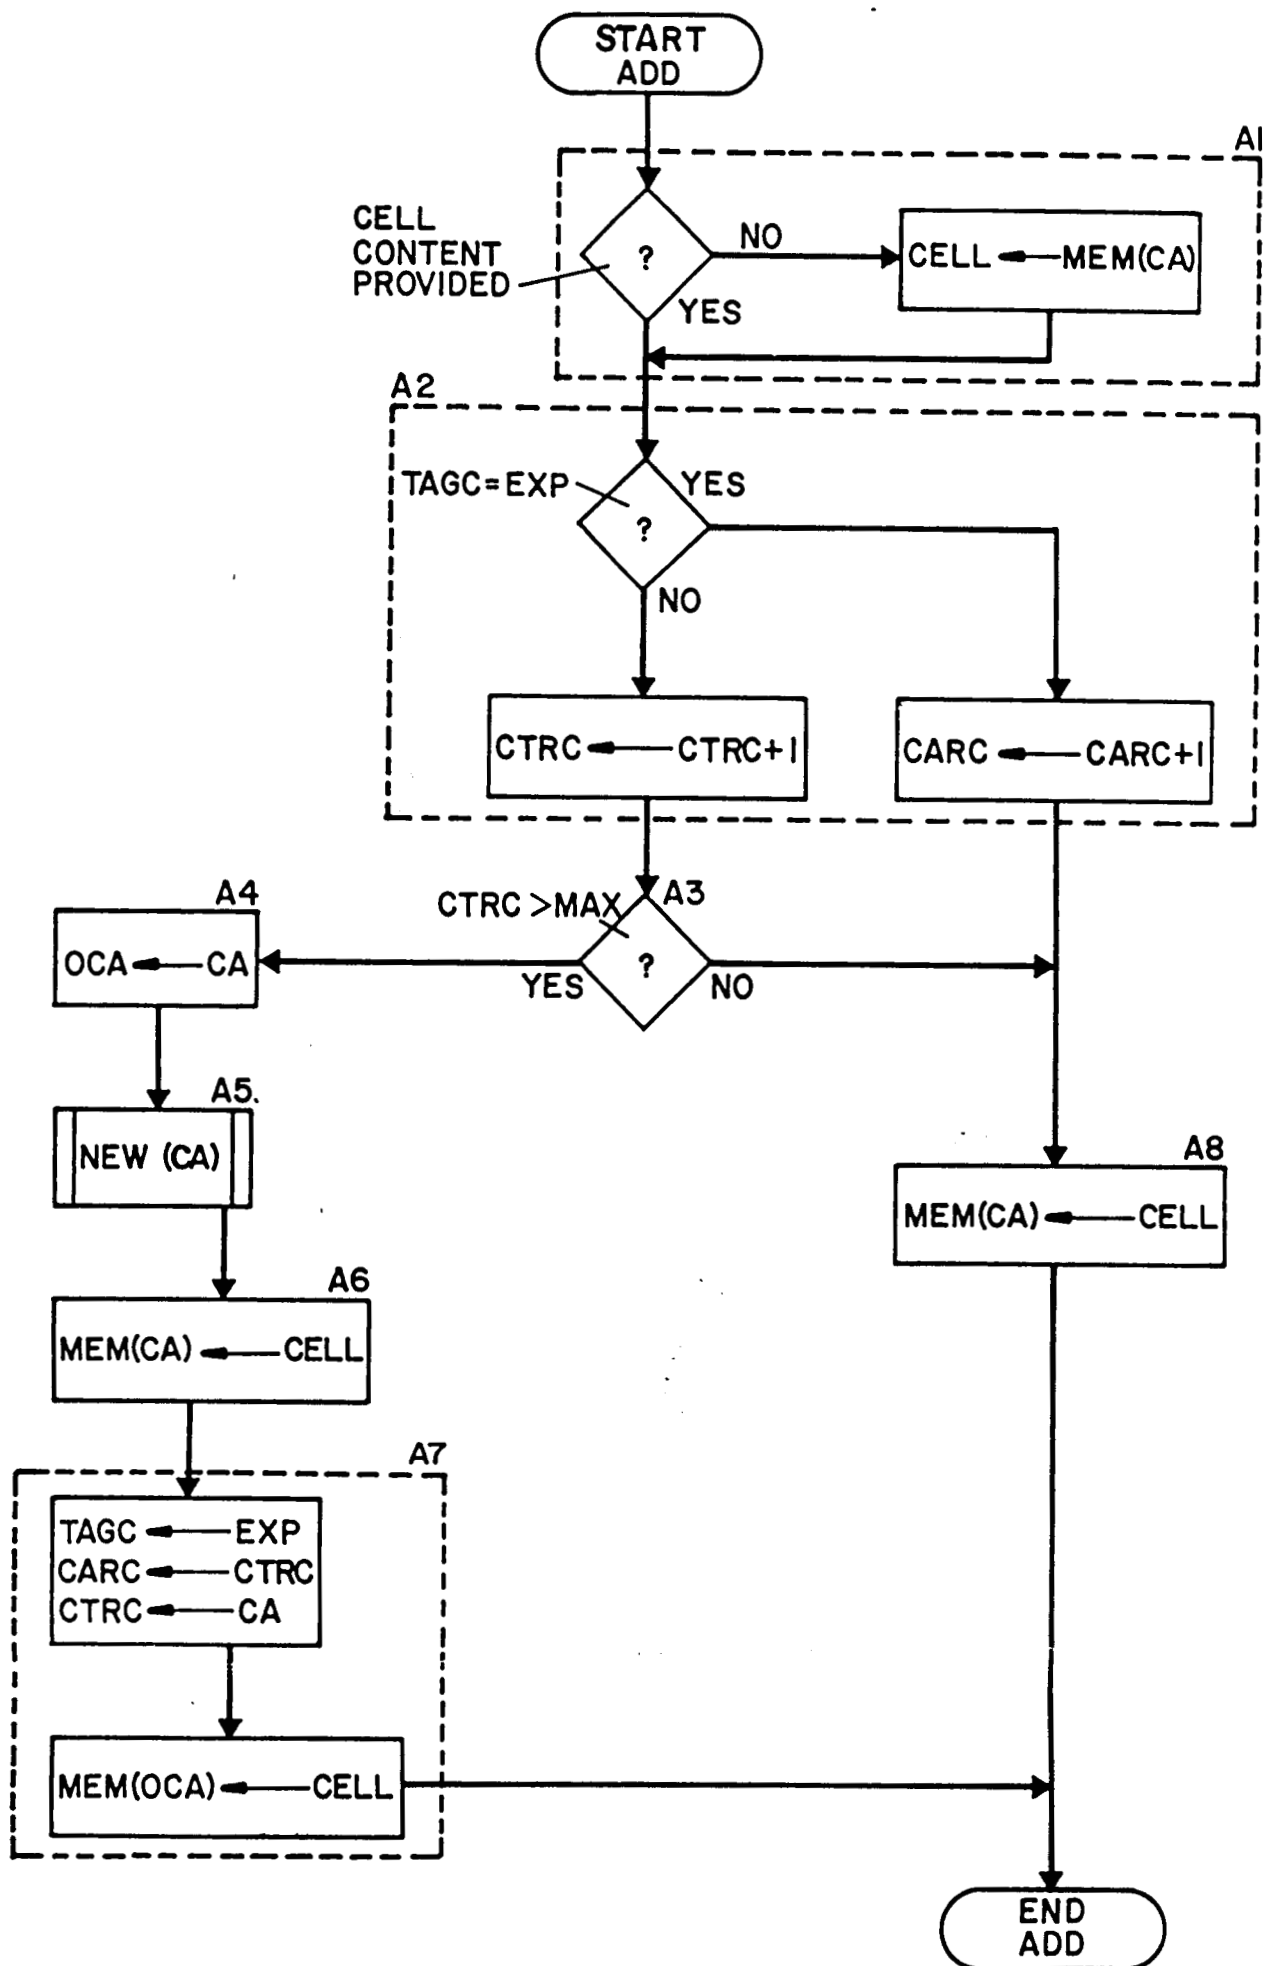 START
ADD
A1
CELL
CONTENT
PROVIDED
?
NO
CELL ← MEM(CA)
YES
A2
TAGC=EXP
YES
?
NO
CTRC ← CTRC+1
CARC ← CARC+1
CTRC >MAX
A3
?
YES
NO
A4
OCA ← CA
A5.
NEW (CA)
A8
MEM(CA) ← CELL
A6
MEM(CA) ← CELL
A7
TAGC ← EXP
CARC ← CTRC
CTRC ← CA
MEM(OCA) ← CELL
END
ADD